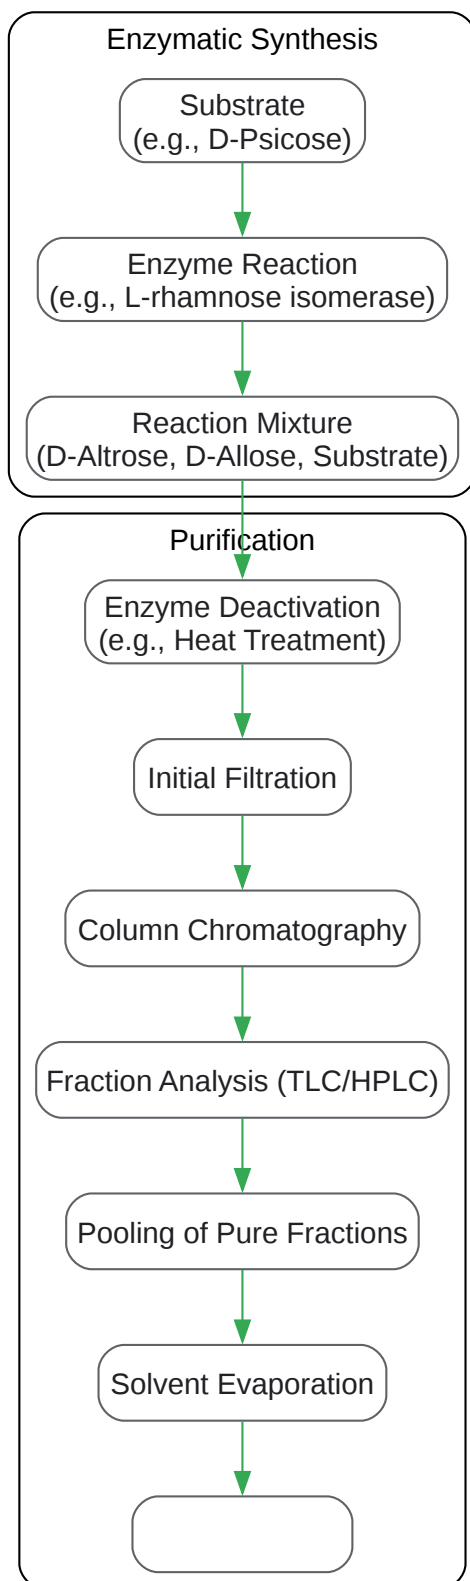 Enzymatic Synthesis
Substrate
(e.g., D-Psicose)
Enzyme Reaction
(e.g., L-rhamnose isomerase)
Reaction Mixture
(D-Altrose, D-Allose, Substrate)
Purification
Enzyme Deactivation
(e.g., Heat Treatment)
Initial Filtration
Column Chromatography
Fraction Analysis (TLC/HPLC)
Pooling of Pure Fractions
Solvent Evaporation